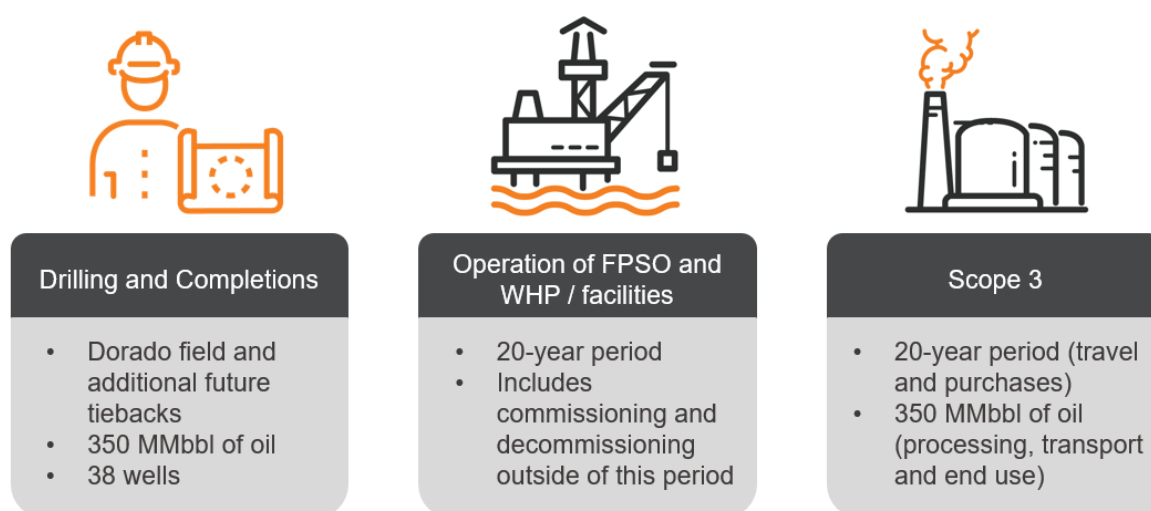 Drilling and Completions
• Dorado field and
additional future
tiebacks
• 350 MMbbl of oil
• 38 wells
Operation of FPSO and
WHP / facilities
• 20-year period
• Includes
commissioning and
decommissioning
outside of this period
Scope 3
• 20-year period (travel
and purchases)
• 350 MMbbl of oil
(processing, transport
and end use)